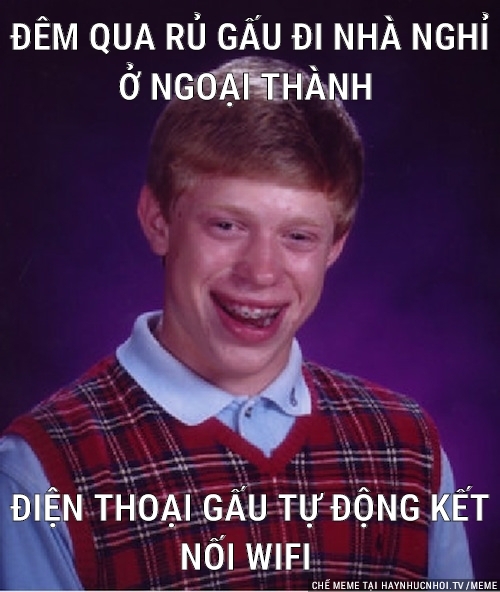 ĐÊM QUA RỦ GẤU ĐI NHÀ NGHỈ
Ở NGOẠI THÀNH
ĐIỆN THOẠI GẤU TỰ ĐỘNG KẾT
NỐI WIFI
CHẾ MEME TẠI HAYNHUCNHOI.TV/MEME